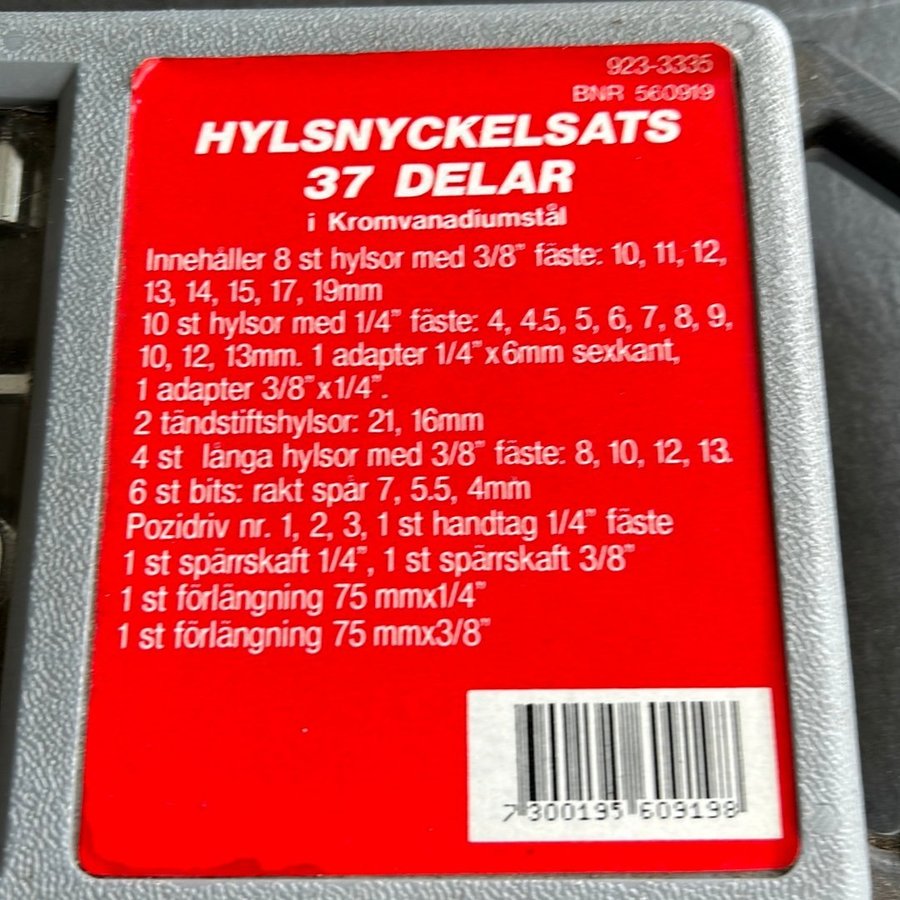 923-3335
BNR 560919
HYLSNYCKELSATS
37 DELAR
i Kromvanadiumstål
Innehåller 8 st hylsor med 3/8" fäste: 10, 11, 12,
13, 14, 15, 17, 19mm
10 st hylsor med 1/4" fäste: 4, 4.5, 5, 6, 7, 8, 9,
10, 12, 13mm. 1 adapter 1/4"x6mm sexkant,
1 adapter 3/8"x1/4".
2 tändstiftshylsor: 21, 16mm
4 st långa hylsor med 3/8" fäste: 8, 10, 12, 13.
6 st bits: rakt spår 7, 5.5, 4mm
Pozidriv nr. 1, 2, 3, 1 st handtag 1/4" fäste
1 st spärrskaft 1/4", 1 st spärrskaft 3/8"
1 st förlängning 75 mmx1/4"
1 st förlängning 75 mmx3/8"
7 300195 609198